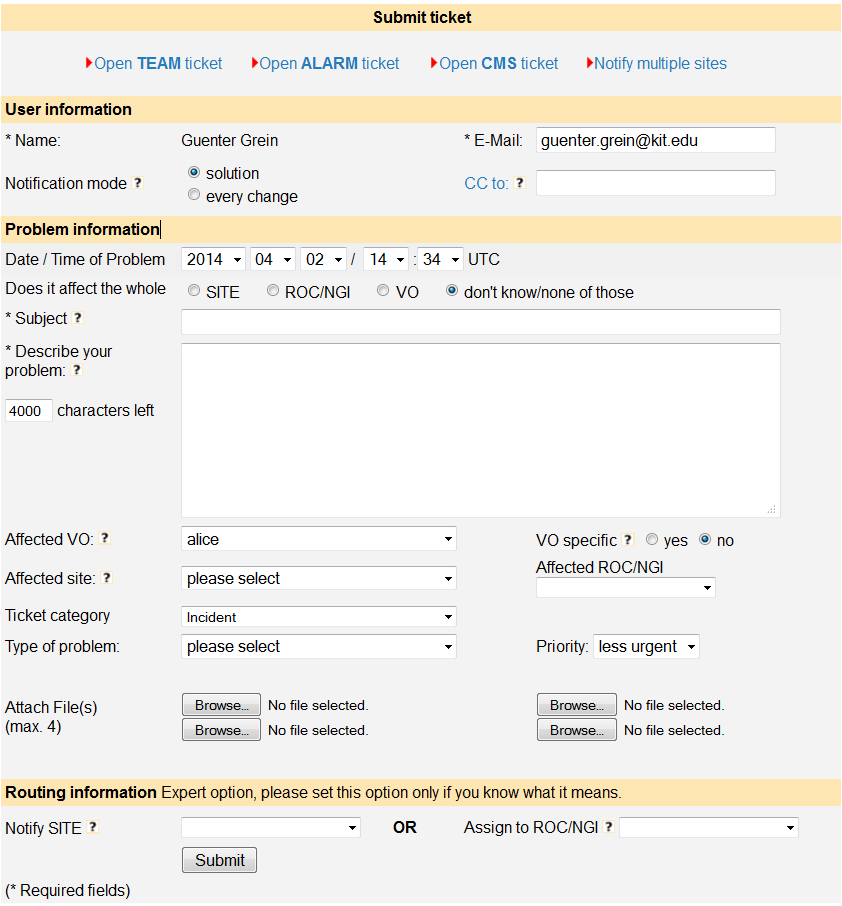 Submit ticket
Open TEAM ticket Open ALARM ticket Open CMS ticket Notify multiple sites
User information
* Name: Guenter Grein * E-Mail: guenter.grein@kit.edu
Notification mode ? solution CC to: ?
every change
Problem information
Date / Time of Problem 2014 04 02 / 14 : 34 UTC
Does it affect the whole SITE ROC/NGI VO don't know/none of those
* Subject ?
* Describe your
problem: ?
4000 characters left
Affected VO: ? alice VO specific ? yes no
Affected site: ? please select Affected ROC/NGI
Ticket category Incident
Type of problem: please select Priority: less urgent
Attach File(s) Browse... No file selected. Browse... No file selected.
(max. 4) Browse... No file selected. Browse... No file selected.
Routing information Expert option, please set this option only if you know what it means.
Notify SITE ? OR Assign to ROC/NGI ?
Submit
(* Required fields)